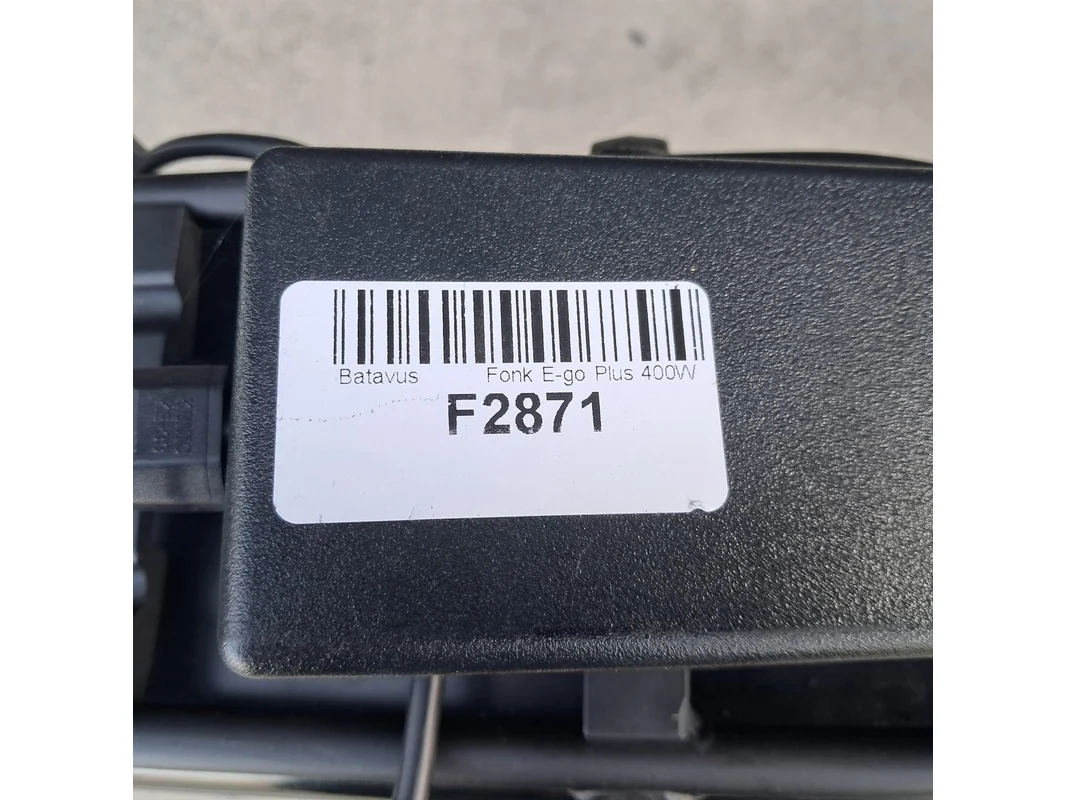 Batavus Fonk E-go Plus 400W
F2871